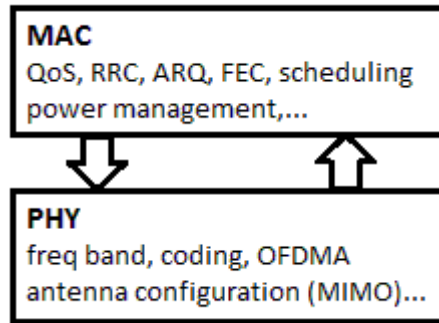 MAC
QoS, RRC, ARQ, FEC, scheduling
power management,...
PHY
freq band, coding, OFDMA
antenna configuration (MIMO)...